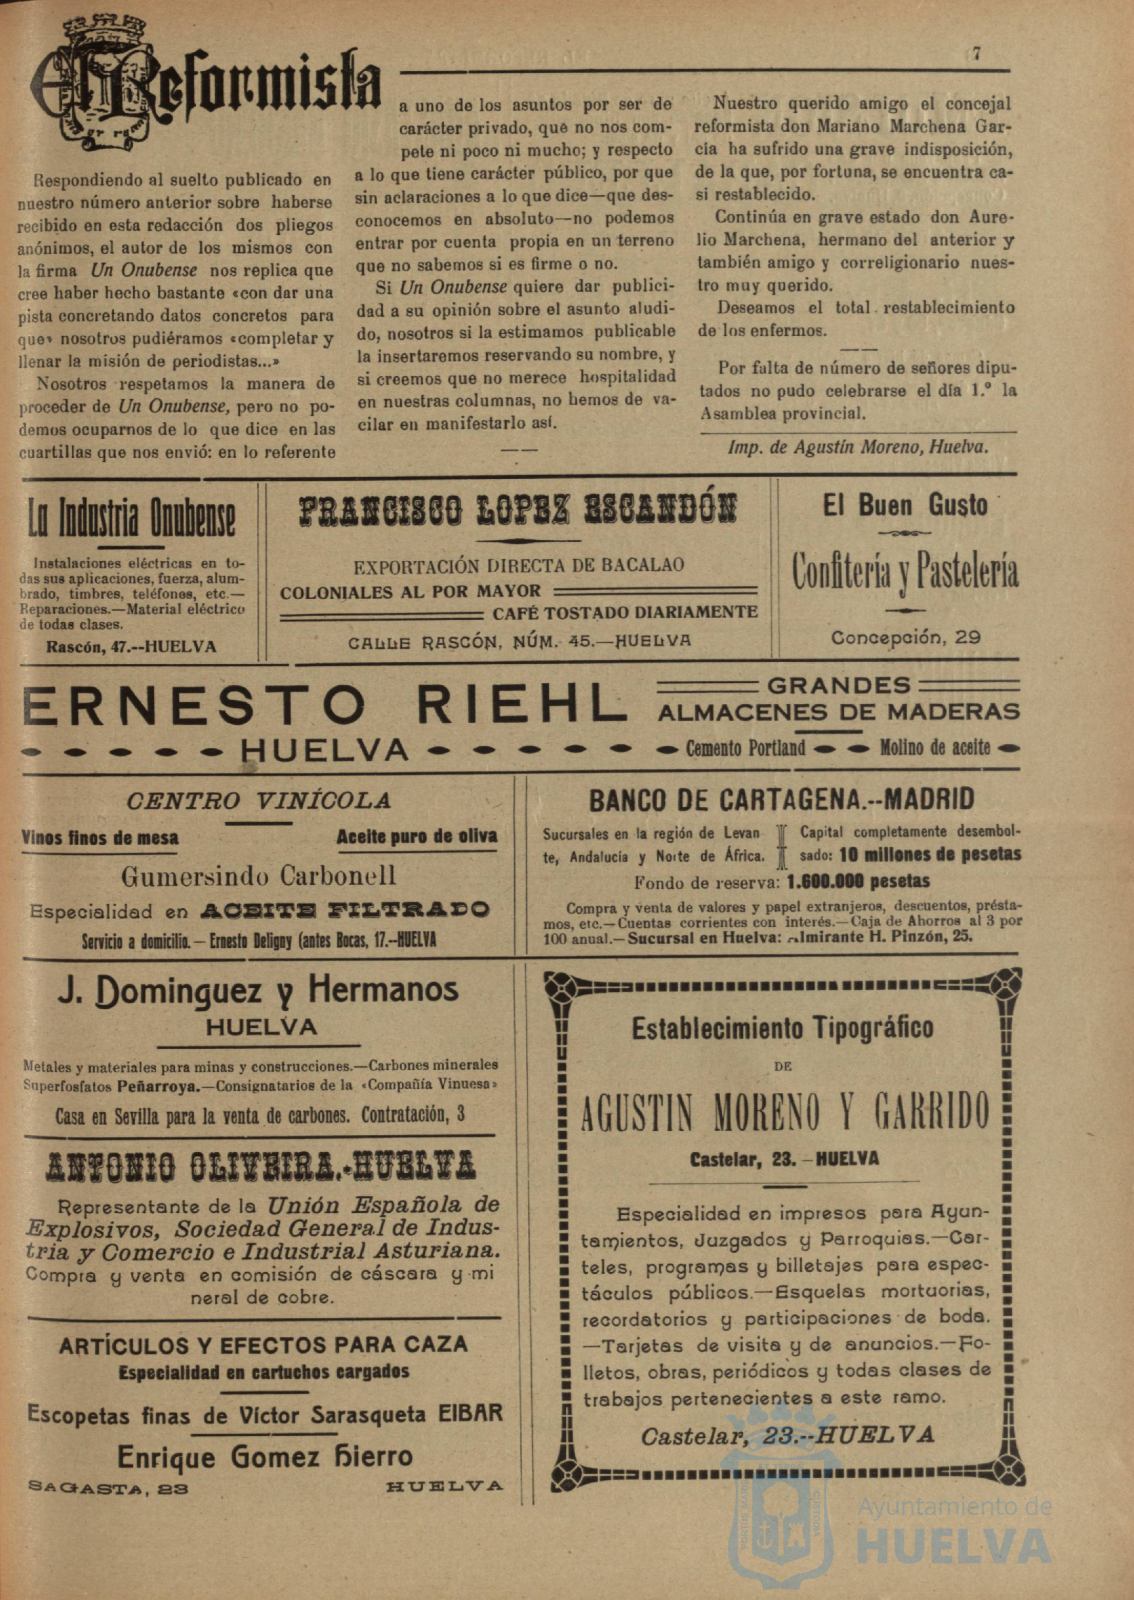 7
El Reformista
Respondiendo al suelto publicado en
nuestro número anterior sobre haberse
recibido en esta redacción dos pliegos
anónimos, el autor de los mismos con
la firma Un Onubense nos replica que
cree haber hecho bastante «con dar una
pista concretando datos concretos para
que» nosotros pudiéramos «completar y
llenar la misión de periodistas...»
Nosotros respetamos la manera de
proceder de Un Onubense, pero no po-
demos ocuparnos de lo que dice en las
cuartillas que nos envió: en lo referente
a uno de los asuntos por ser de
carácter privado, que no nos com-
pete ni poco ni mucho; y respecto
a lo que tiene carácter público, por que
sin aclaraciones a lo que dice—que des-
conocemos en absoluto—no podemos
entrar por cuenta propia en un terreno
que no sabemos si es firme o no.
Si Un Onubense quiere dar publici-
dad a su opinión sobre el asunto aludi-
do, nosotros si la estimamos publicable
la insertaremos reservando su nombre, y
si creemos que no merece hospitalidad
en nuestras columnas, no hemos de va-
cilar en manifestarlo así.
Nuestro querido amigo el concejal
reformista don Mariano Marchena Gar-
cía ha sufrido una grave indisposición,
de la que, por fortuna, se encuentra ca-
si restablecido.
Continúa en grave estado don Aure-
lio Marchena, hermano del anterior y
también amigo y correligionario nues-
tro muy querido.
Deseamos el total restablecimiento
de los enfermos.
Por falta de número de señores dipu-
tados no pudo celebrarse el día 1.º la
Asamblea provincial.
Imp. de Agustín Moreno, Huelva.
La Industria Onubense
Instalaciones eléctricas en to-
das sus aplicaciones, fuerza, alum-
brado, timbres, teléfonos, etc.—
Reparaciones.—Material eléctrico
de todas clases.
Rascón, 47.--HUELVA
FRANCISCO LOPEZ ESCANDÓN
EXPORTACIÓN DIRECTA DE BACALAO
COLONIALES AL POR MAYOR
CAFÉ TOSTADO DIARIAMENTE
CALLE RASCÓN, NÚM. 45.—HUELVA
El Buen Gusto
Confitería y Pastelería
Concepción, 29
ERNESTO RIEHL
HUELVA
GRANDES
ALMACENES DE MADERAS
Cemento Portland
Molino de aceite
CENTRO VINÍCOLA
Vinos finos de mesa
Aceite puro de oliva
Gumersindo Carbonell
Especialidad en ACEITE FILTRADO
Servicio a domicilio.—Ernesto Deligny (antes Bocas, 17.--HUELVA
BANCO DE CARTAGENA.--MADRID
Sucursales en la región de Levan
te, Andalucía y Norte de África.
Capital completamente desembol-
sado: 10 millones de pesetas
Fondo de reserva: 1.600.000 pesetas
Compra y venta de valores y papel extranjeros, descuentos, présta-
mos, etc.—Cuentas corrientes con interés.—Caja de Ahorros al 3 por
100 anual.—Sucursal en Huelva: Almirante H. Pinzón, 25.
J. Dominguez y Hermanos
HUELVA
Metales y materiales para minas y construcciones.—Carbones minerales
Superfosfatos Peñarroya.—Consignatarios de la «Compañía Vinuesa»
Casa en Sevilla para la venta de carbones. Contratación, 3
ANTONIO OLIVEIRA.-HUELVA
Representante de la Unión Española de
Explosivos, Sociedad General de Indus-
tria y Comercio e Industrial Asturiana.
Compra y venta en comisión de cáscara y mi
neral de cobre.
ARTÍCULOS Y EFECTOS PARA CAZA
Especialidad en cartuchos cargados
Escopetas finas de Víctor Sarasqueta EIBAR
Enrique Gomez Hierro
SAGASTA, 23 HUELVA
Establecimiento Tipográfico
DE
AGUSTIN MORENO Y GARRIDO
Castelar, 23.—HUELVA
Especialidad en impresos para Ayun-
tamientos, Juzgados y Parroquias.—Car-
teles, programas y billetajes para espec-
táculos públicos.—Esquelas mortuorias,
recordatorios y participaciones de boda.
—Tarjetas de visita y de anuncios.—Fo-
lletos, obras, periódicos y todas clases de
trabajos pertenecientes a este ramo.
Castelar, 23.--HUELVA
Ayuntamiento de
HUELVA